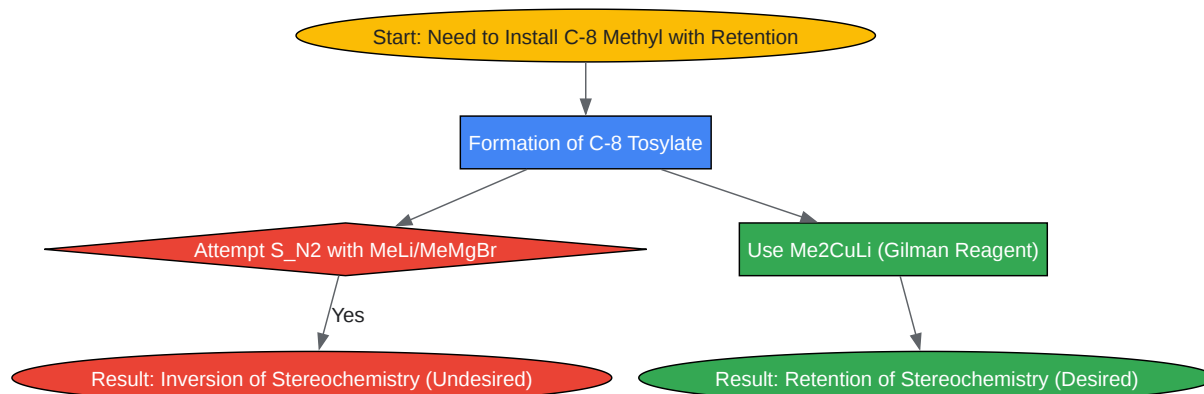 Start: Need to Install C-8 Methyl with Retention
Formation of C-8 Tosylate
Attempt S_N2 with MeLi/MeMgBr
Use Me2CuLi (Gilman Reagent)
Yes
Result: Inversion of Stereochemistry (Undesired)
Result: Retention of Stereochemistry (Desired)